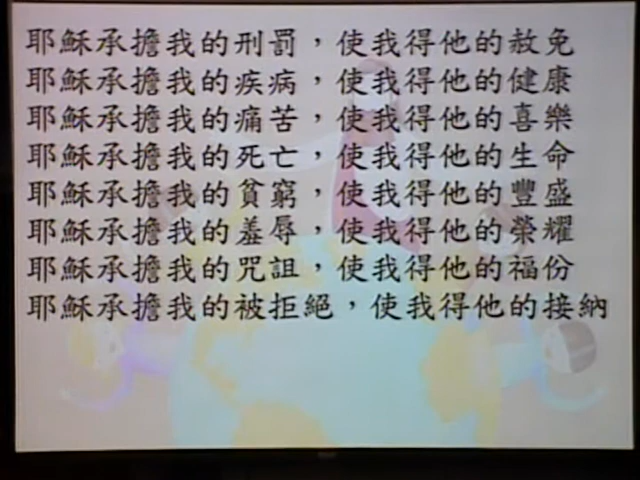 耶穌承擔我的刑罰，使我得他的赦免
耶穌承擔我的疾病，使我得他的健康
耶穌承擔我的痛苦，使我得他的喜樂
耶穌承擔我的死亡，使我得他的生命
耶穌承擔我的貧窮，使我得他的豐盛
耶穌承擔我的羞辱，使我得他的榮耀
耶穌承擔我的咒詛，使我得他的福份
耶穌承擔我的被拒絕，使我得他的接納